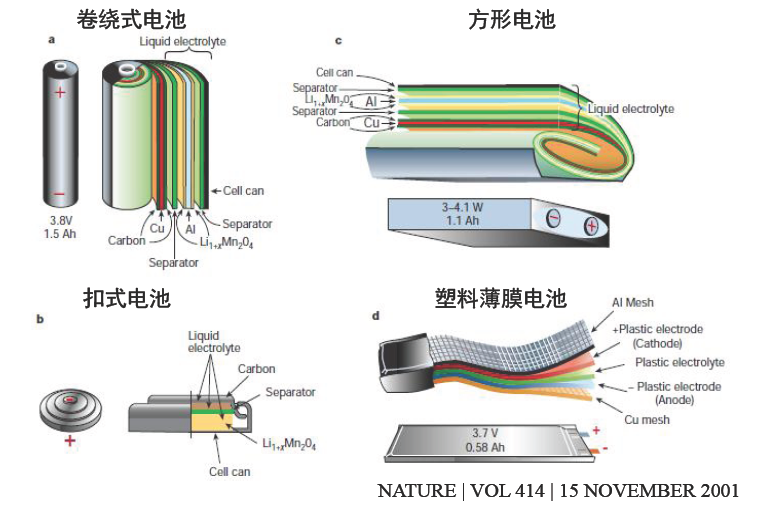 卷绕式电池
方形电池
a
Liquid electrolyte
+
−
3.8V
1.5 Ah
Cell can
Separator
Cu
Al
Carbon
Li1+xMn2O4
Separator
c
Cell can
Separator
Li1+xMn2O4
Al
Separator
Carbon
Cu
Liquid electrolyte
3–4.1 W
1.1 Ah
−
+
扣式电池
塑料薄膜电池
b
Liquid
electrolyte
Carbon
Separator
Li1+xMn2O4
Cell can
+
d
Al Mesh
+Plastic electrode
(Cathode)
Plastic electrolyte
– Plastic electrode
(Anode)
Cu mesh
3.7 V
0.58 Ah
+
-
NATURE | VOL 414 | 15 NOVEMBER 2001